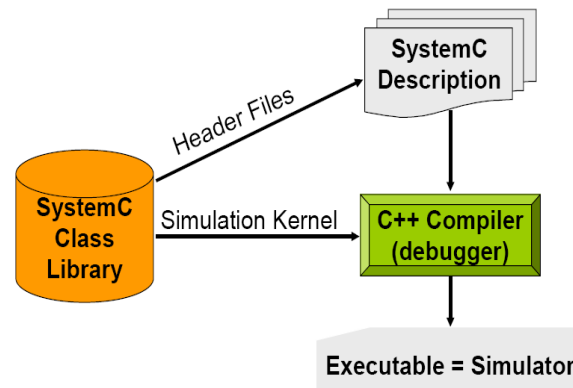 SystemC
Description
Header Files
SystemC
Class
Library
Simulation Kernel
C++ Compiler
(debugger)
Executable = Simulator